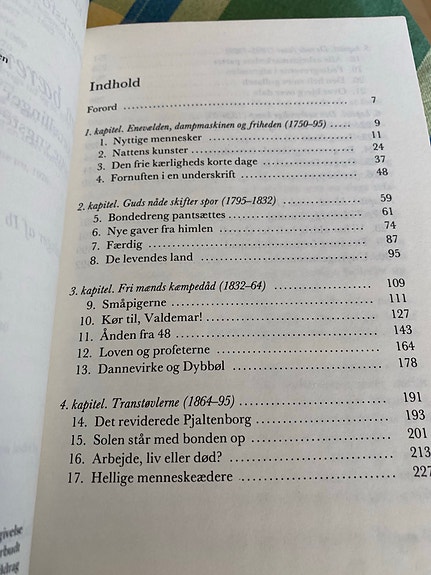 Indhold
Forord ........ 7
1. kapitel. Enevælden, dampmaskinen og friheden (1750–95) ........ 9
1. Nyttige mennesker ........ 11
2. Nattens kunster ........ 24
3. Den frie kærligheds korte dage ........ 37
4. Fornuften i en underskrift ........ 48
2. kapitel. Guds nåde skifter spor (1795–1832) ........ 59
5. Bondedreng pantsættes ........ 61
6. Nye gaver fra himlen ........ 74
7. Færdig ........ 87
8. De levendes land ........ 95
3. kapitel. Fri mænds kæmpedåd (1832–64) ........ 109
9. Småpigerne ........ 111
10. Kør til, Valdemar! ........ 127
11. Ånden fra 48 ........ 143
12. Loven og profeterne ........ 164
13. Dannevirke og Dybbøl ........ 178
4. kapitel. Transtøvlerne (1864–95) ........ 191
14. Det reviderede Pjaltenborg ........ 193
15. Solen står med bonden op ........ 201
16. Arbejde, liv eller død? ........ 213
17. Hellige menneskeædere ........ 227